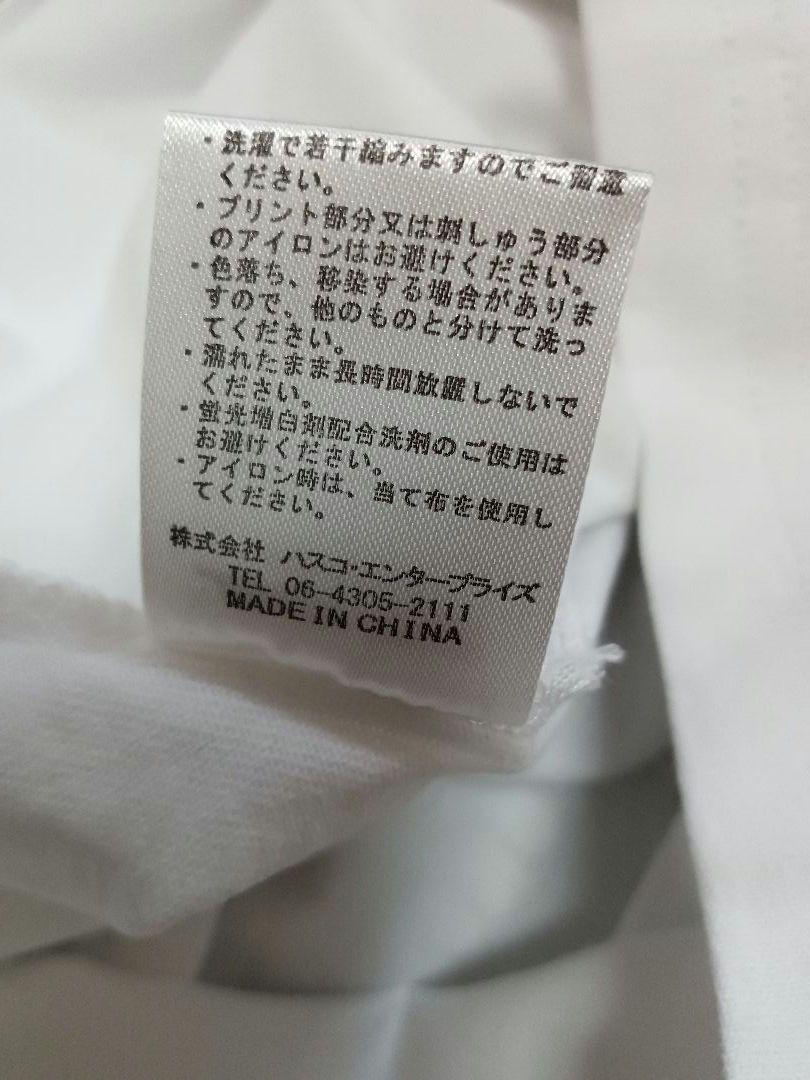 ・洗濯で若干縮みますのでご留意
ください。
・プリント部分又は刺しゅう部分
のアイロンはお避けください。
・色落ち、移染する場合がありま
すので、他のものと分けて洗っ
てください。
・濡れたまま長時間放置しないで
ください。
・蛍光増白剤配合洗剤のご使用は
お避けください。
・アイロン時は、当て布を使用し
てください。
株式会社 ハスコ・エンタープライズ
TEL 06-4305-2111
MADE IN CHINA